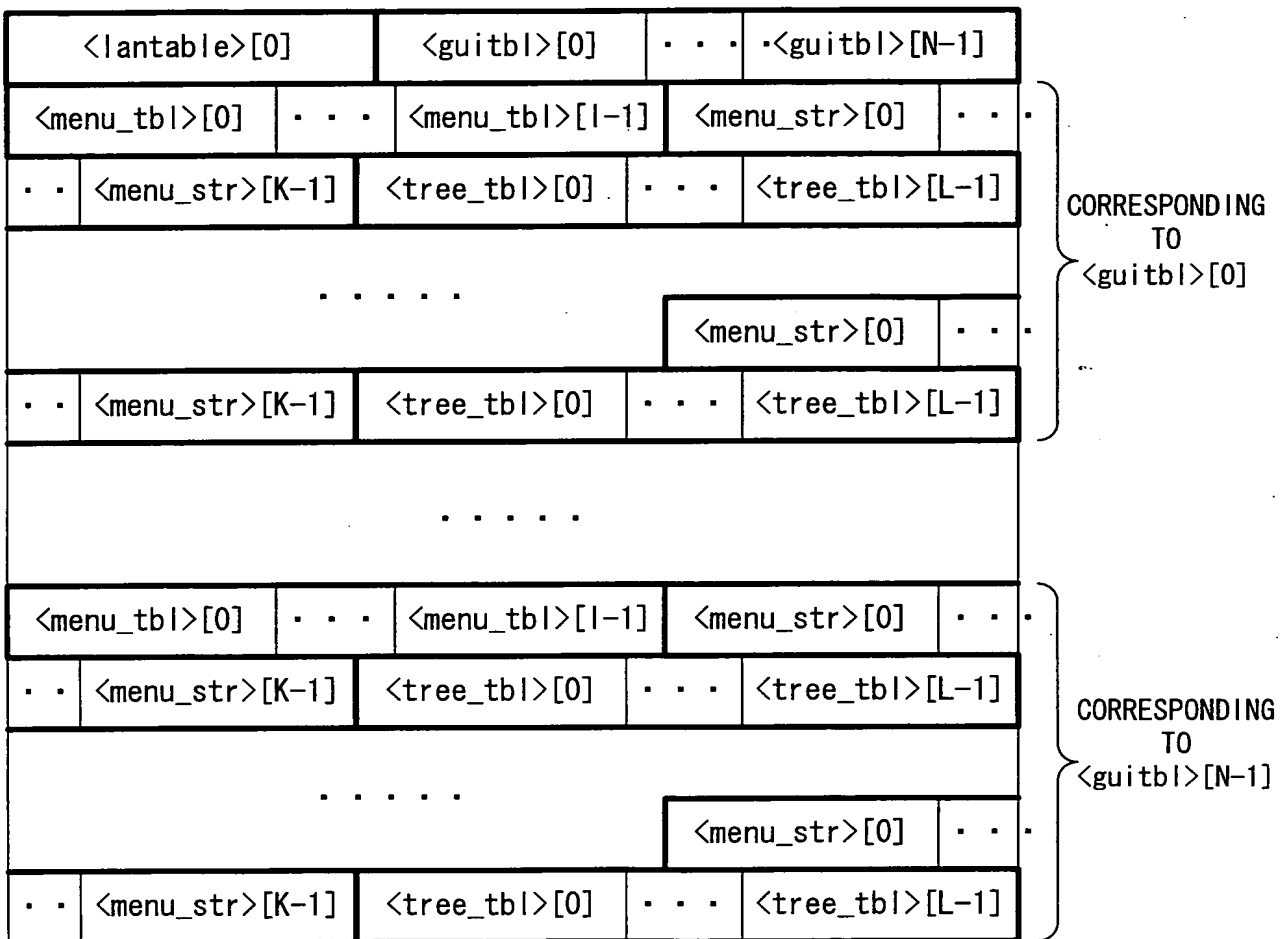 <lantable>[0] <guitbl>[0] · · · · <guitbl>[N-1]
<menu_tbl>[0] · · · <menu_tbl>[I-1] <menu_str>[0] · · ·
· · <menu_str>[K-1] <tree_tbl>[0] · · · <tree_tbl>[L-1]
CORRESPONDING
TO
<guitbl>[0]
· · · · ·
<menu_str>[0] · · ·
· · <menu_str>[K-1] <tree_tbl>[0] · · · <tree_tbl>[L-1]
· · · · ·
<menu_tbl>[0] · · · <menu_tbl>[I-1] <menu_str>[0] · · ·
· · <menu_str>[K-1] <tree_tbl>[0] · · · <tree_tbl>[L-1]
CORRESPONDING
TO
<guitbl>[N-1]
· · · · ·
<menu_str>[0] · · ·
· · <menu_str>[K-1] <tree_tbl>[0] · · · <tree_tbl>[L-1]